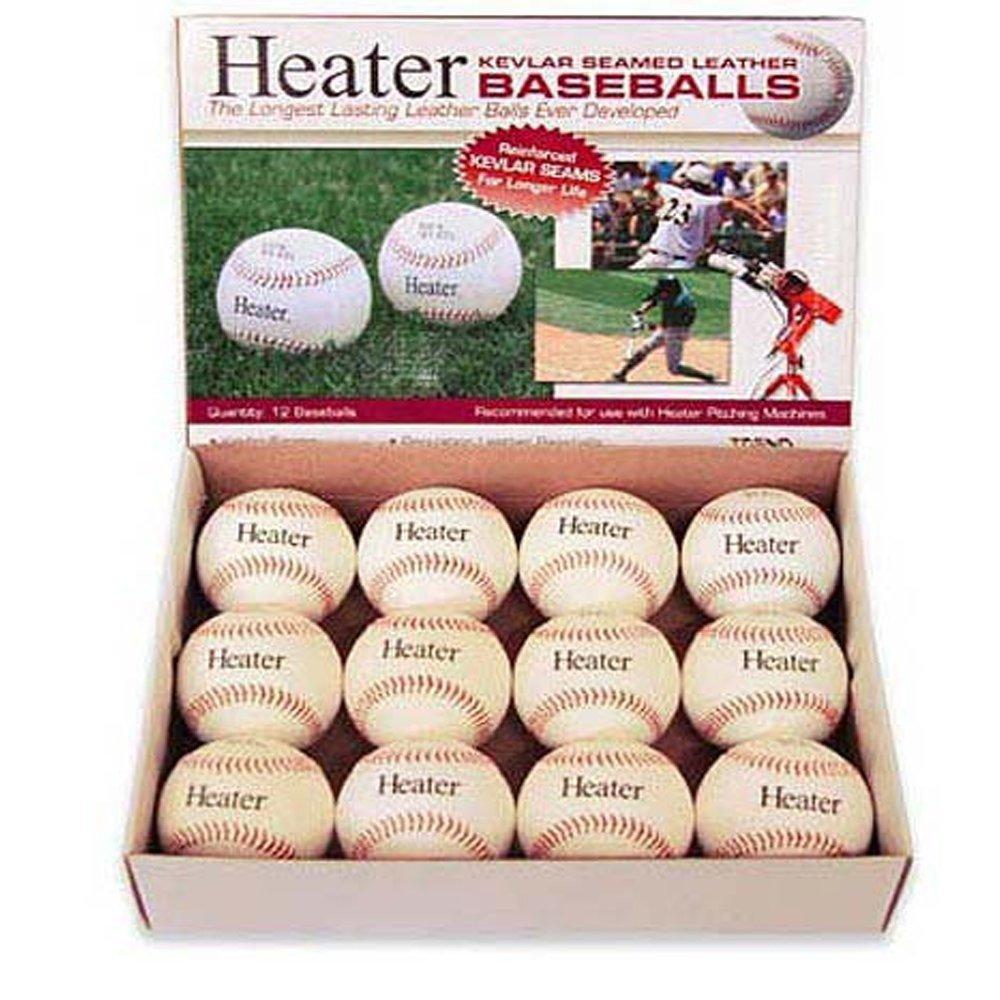 Heater KEVLAR SEAMED LEATHER
BASEBALLS
The Longest Lasting Leather Balls Ever Developed
Reinforced
KEVLAR SEAMS
For Longer Life
23
Heater
Heater
Quantity: 12 Baseballs
Recommended for use with Heater Pitching Machines
Heater Heater Heater Heater
Heater Heater Heater Heater
Heater Heater Heater Heater